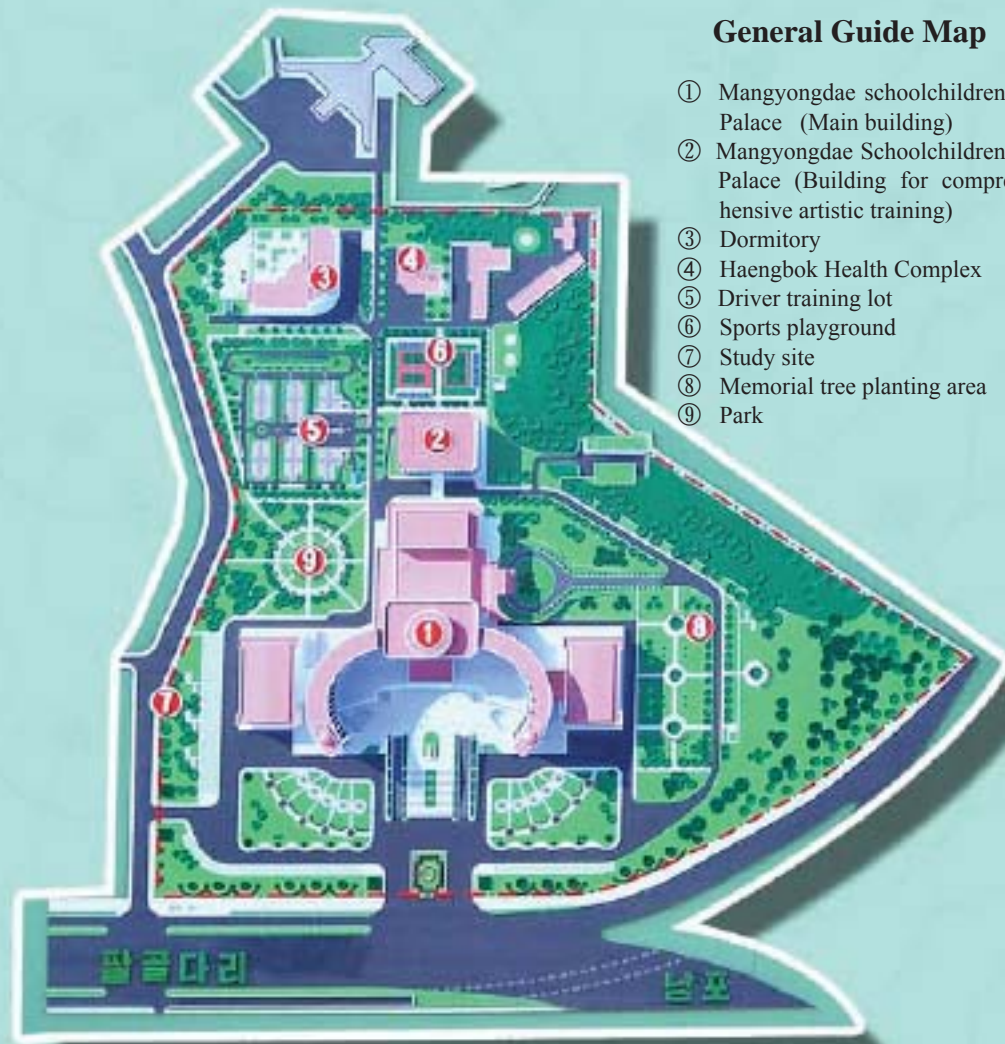 General Guide Map
① Mangyongdae schoolchildren
Palace (Main building)
② Mangyongdae Schoolchildren
Palace (Building for compre
hensive artistic training)
③ Dormitory
④ Haengbok Health Complex
⑤ Driver training lot
⑥ Sports playground
⑦ Study site
⑧ Memorial tree planting area
⑨ Park
3
4
6
5
2
9
1
8
7
팔골다리
남포